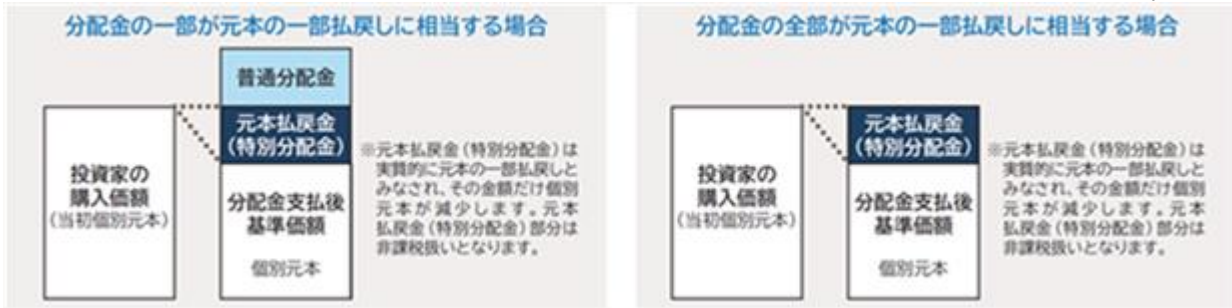 分配金の一部が元本の一部払戻しに相当する場合
普通分配金
元本払戻金
(特別分配金)
投資家の
購入価額
(当初個別元本)
分配金支払後
基準価額
個別元本
※元本払戻金(特別分配金)は
実質的に元本の一部払戻しと
みなされ、その金額だけ個別
元本が減少します。元本
払戻金(特別分配金)部分は
非課税扱いとなります。
分配金の全部が元本の一部払戻しに相当する場合
元本払戻金
(特別分配金)
投資家の
購入価額
(当初個別元本)
分配金支払後
基準価額
個別元本
※元本払戻金(特別分配金)は
実質的に元本の一部払戻しと
みなされ、その金額だけ個別
元本が減少します。元本
払戻金(特別分配金)部分は
非課税扱いとなります。